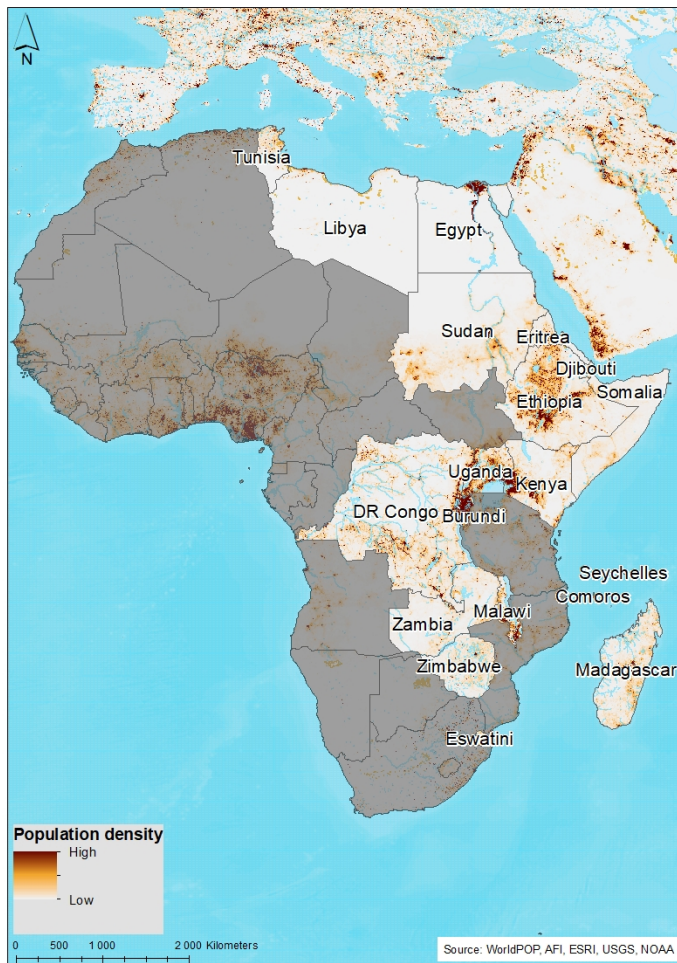 N
Tunisia
Libya
Egypt
Sudan
Eritrea
Djibouti
Ethiopia
Somalia
Uganda
Kenya
DR Congo
Burundi
Seychelles
Comoros
Malawi
Zambia
Zimbabwe
Madagascar
Eswatini
Population density
High
Low
0 500 1 000 2 000 Kilometers
Source: WorldPOP, AFI, ESRI, USGS, NOAA